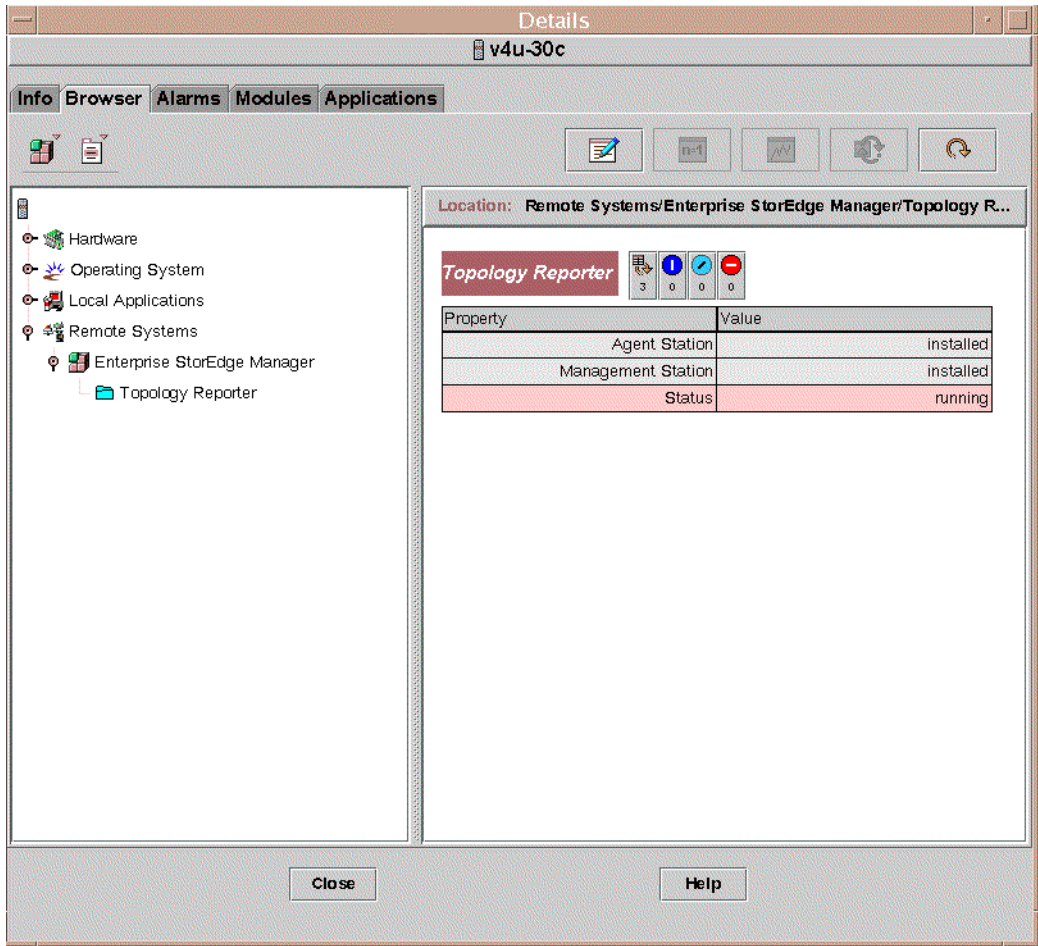 Details
v4u-30c
Info Browser Alarms Modules Applications
n=1
Location: Remote Systems/Enterprise StorEdge Manager/Topology R...
Hardware
Operating System
Local Applications
Remote Systems
Enterprise StorEdge Manager
Topology Reporter
Topology Reporter
3 0 0 0
Property Value
Agent Station installed
Management Station installed
Status running
Close Help